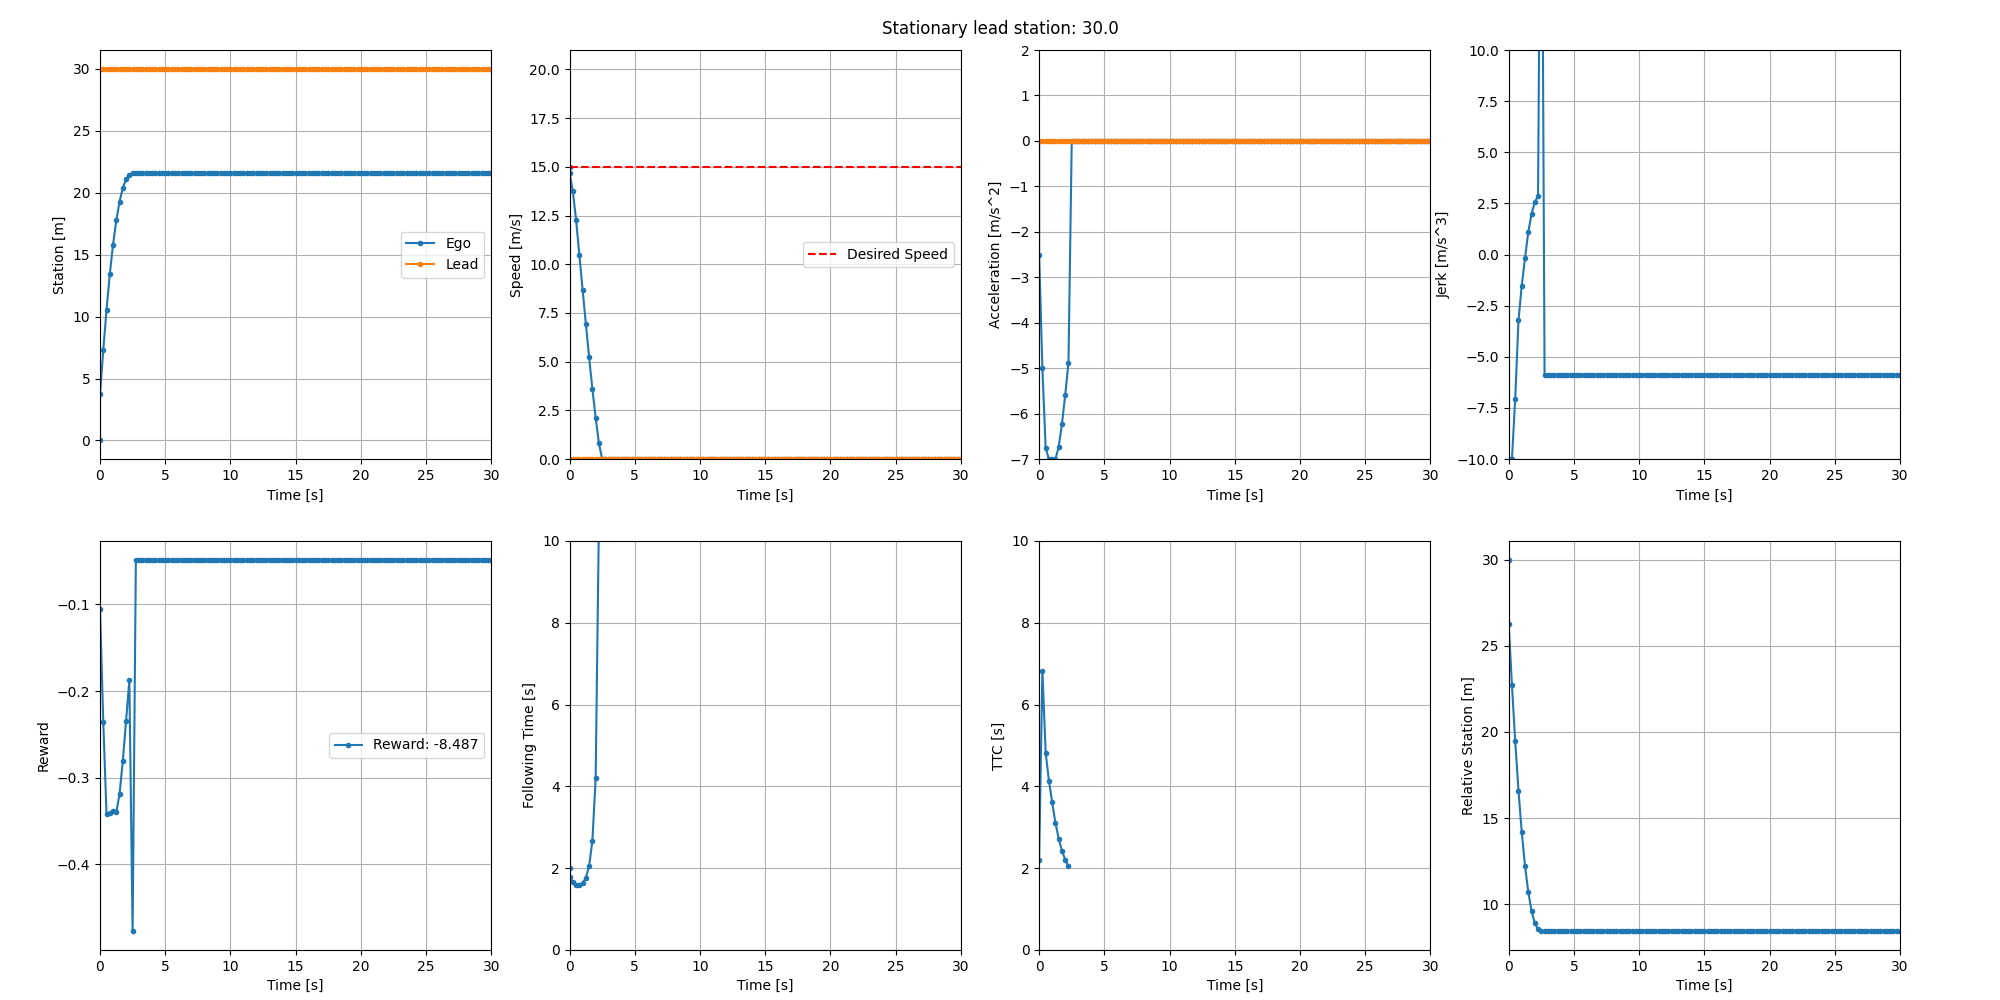 Stationary lead station: 30.0
Station [m]
30
25
20
15
10
5
0
Ego
Lead
0 5 10 15 20 25 30
Time [s]
Speed [m/s]
20.0
17.5
15.0
12.5
10.0
7.5
5.0
2.5
0.0
Desired Speed
0 5 10 15 20 25 30
Time [s]
Acceleration [m/s^2]
2
1
0
−1
−2
−3
−4
−5
−6
−7
0 5 10 15 20 25 30
Time [s]
Jerk [m/s^3]
10.0
7.5
5.0
2.5
0.0
−2.5
−5.0
−7.5
−10.0
0 5 10 15 20 25 30
Time [s]
Reward
−0.1
−0.2
−0.3
−0.4
Reward: -8.487
0 5 10 15 20 25 30
Time [s]
Following Time [s]
10
8
6
4
2
0
0 5 10 15 20 25 30
Time [s]
TTC [s]
10
8
6
4
2
0
0 5 10 15 20 25 30
Time [s]
Relative Station [m]
30
25
20
15
10
0 5 10 15 20 25 30
Time [s]